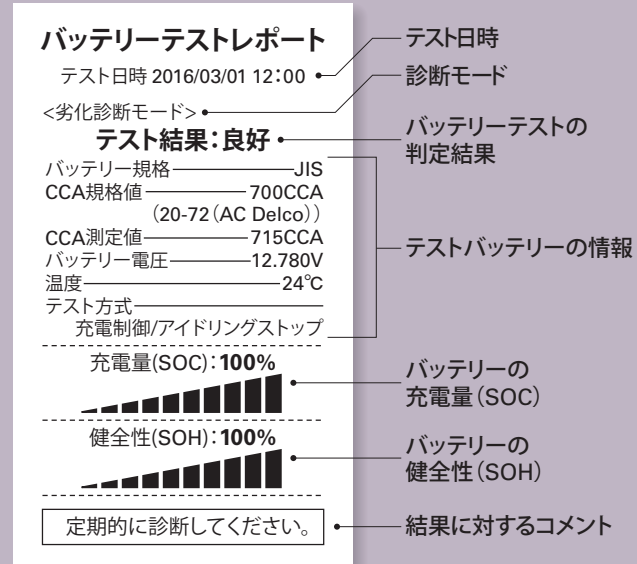 バッテリーテストレポート
テスト日時 2016/03/01 12：00
<劣化診断モード>
テスト結果：良好
バッテリー規格 JIS
CCA規格値 700CCA
（20-72（AC Delco））
CCA測定値 715CCA
バッテリー電圧 12.780V
温度 24℃
テスト方式
充電制御/アイドリングストップ
充電量(SOC)：100%
健全性(SOH)：100%
定期的に診断してください。
テスト日時
診断モード
バッテリーテストの
判定結果
テストバッテリーの情報
バッテリーの
充電量（SOC）
バッテリーの
健全性（SOH）
結果に対するコメント